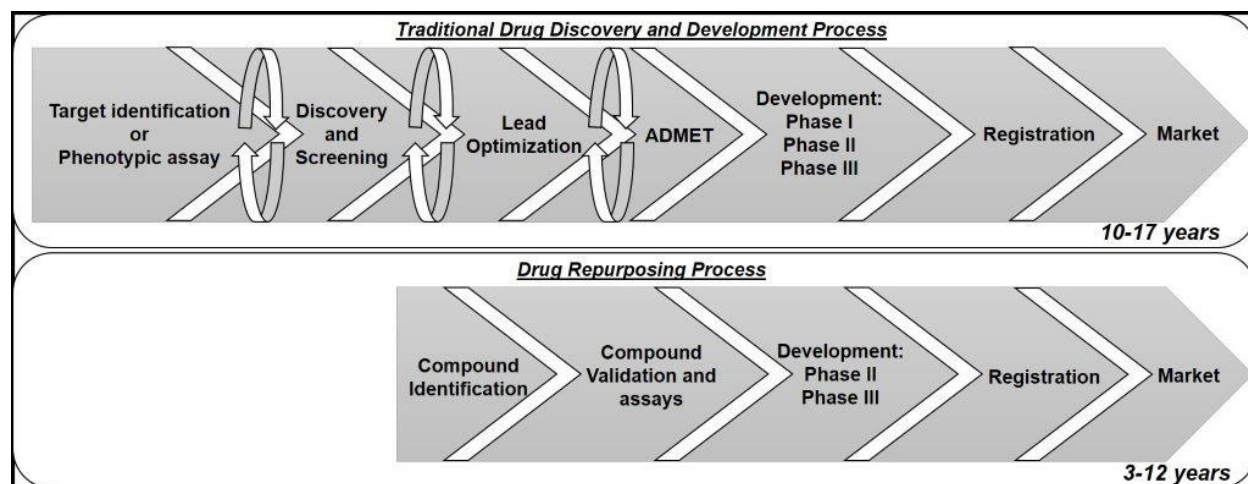 Traditional Drug Discovery and Development Process
Target identification
or
Phenotypic assay
Discovery
and
Screening
Lead
Optimization
ADMET
Development:
Phase I
Phase II
Phase III
Registration
Market
10-17 years
Drug Repurposing Process
Compound
Identification
Compound
Validation and
assays
Development:
Phase II
Phase III
Registration
Market
3-12 years